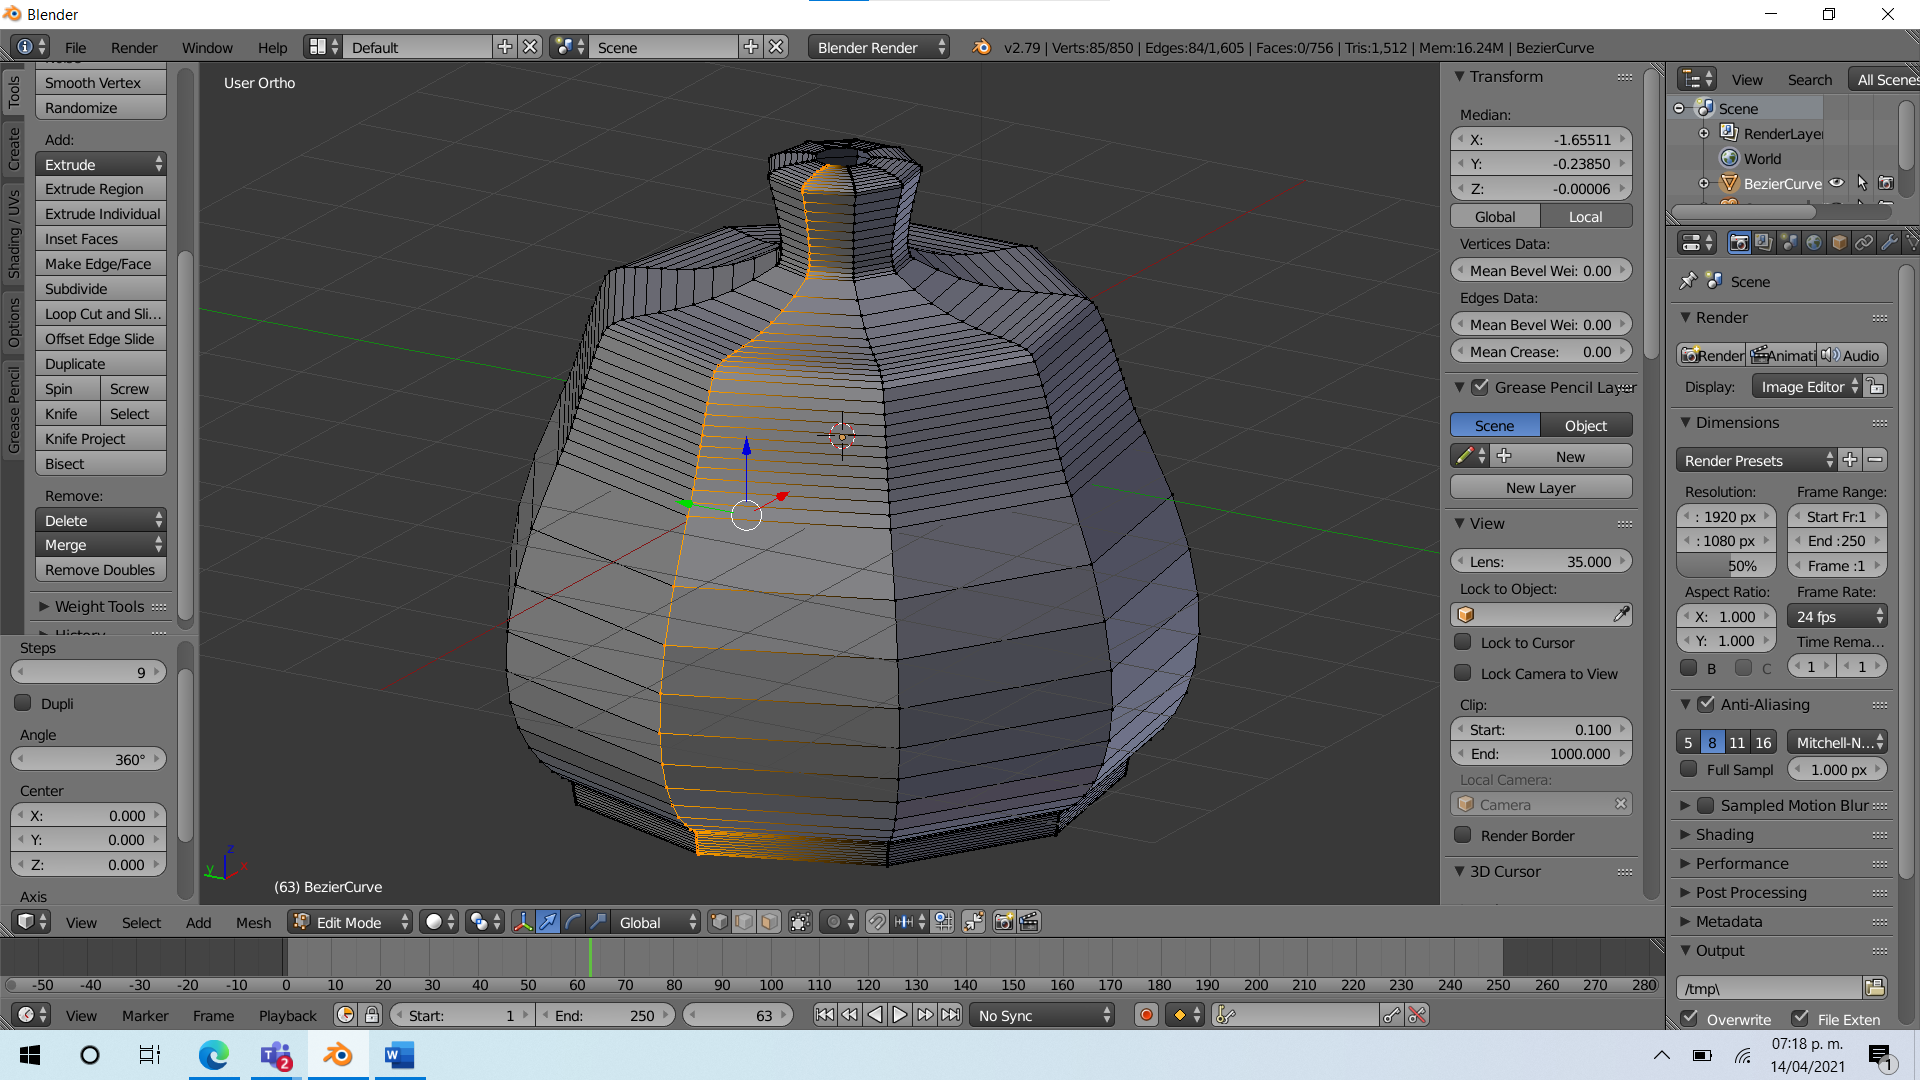 Blender
File Render Window Help Default Scene Blender Render v2.79 | Verts:85/850 | Edges:84/1,605 | Faces:0/756 | Tris:1,512 | Mem:16.24M | BezierCurve
Tools
Create
Shading / UVs
Options
Grease Pencil
Smooth Vertex
Randomize
Add:
Extrude
Extrude Region
Extrude Individual
Inset Faces
Make Edge/Face
Subdivide
Loop Cut and Sli...
Offset Edge Slide
Duplicate
Spin Screw
Knife Select
Knife Project
Bisect
Remove:
Delete
Merge
Remove Doubles
Weight Tools
History
Steps
9
Dupli
Angle
360°
Center
X: 0.000
Y: 0.000
Z: 0.000
Axis
User Ortho
z
y
x
(63) BezierCurve
Transform
Median:
X: -1.65511
Y: -0.23850
Z: -0.00006
Global Local
Vertices Data:
Mean Bevel Wei: 0.00
Edges Data:
Mean Bevel Wei: 0.00
Mean Crease: 0.00
Grease Pencil Layer
Scene Object
New
New Layer
View
Lens: 35.000
Lock to Object:
Lock to Cursor
Lock Camera to View
Clip:
Start: 0.100
End: 1000.000
Local Camera:
Camera
Render Border
3D Cursor
View Search All Scenes
Scene
RenderLayer
World
BezierCurve
Scene
Render
Render Animati Audio
Display: Image Editor
Dimensions
Render Presets
Resolution: Frame Range:
: 1920 px Start Fr:1
: 1080 px End :250
50% Frame :1
Aspect Ratio: Frame Rate:
X: 1.000 24 fps
Y: 1.000 Time Rema...
B C 1 1
Anti-Aliasing
5 8 11 16 Mitchell-N...
Full Sampl 1.000 px
Sampled Motion Blur
Shading
Performance
Post Processing
Metadata
Output
/tmp\
Overwrite File Exten
View Select Add Mesh Edit Mode Global
-50 -40 -30 -20 -10 0 10 20 30 40 50 60 70 80 90 100 110 120 130 140 150 160 170 180 190 200 210 220 230 240 250 260 270 280
View Marker Frame Playback Start: 1 End: 250 63 No Sync
2
07:18 p. m.
14/04/2021
1